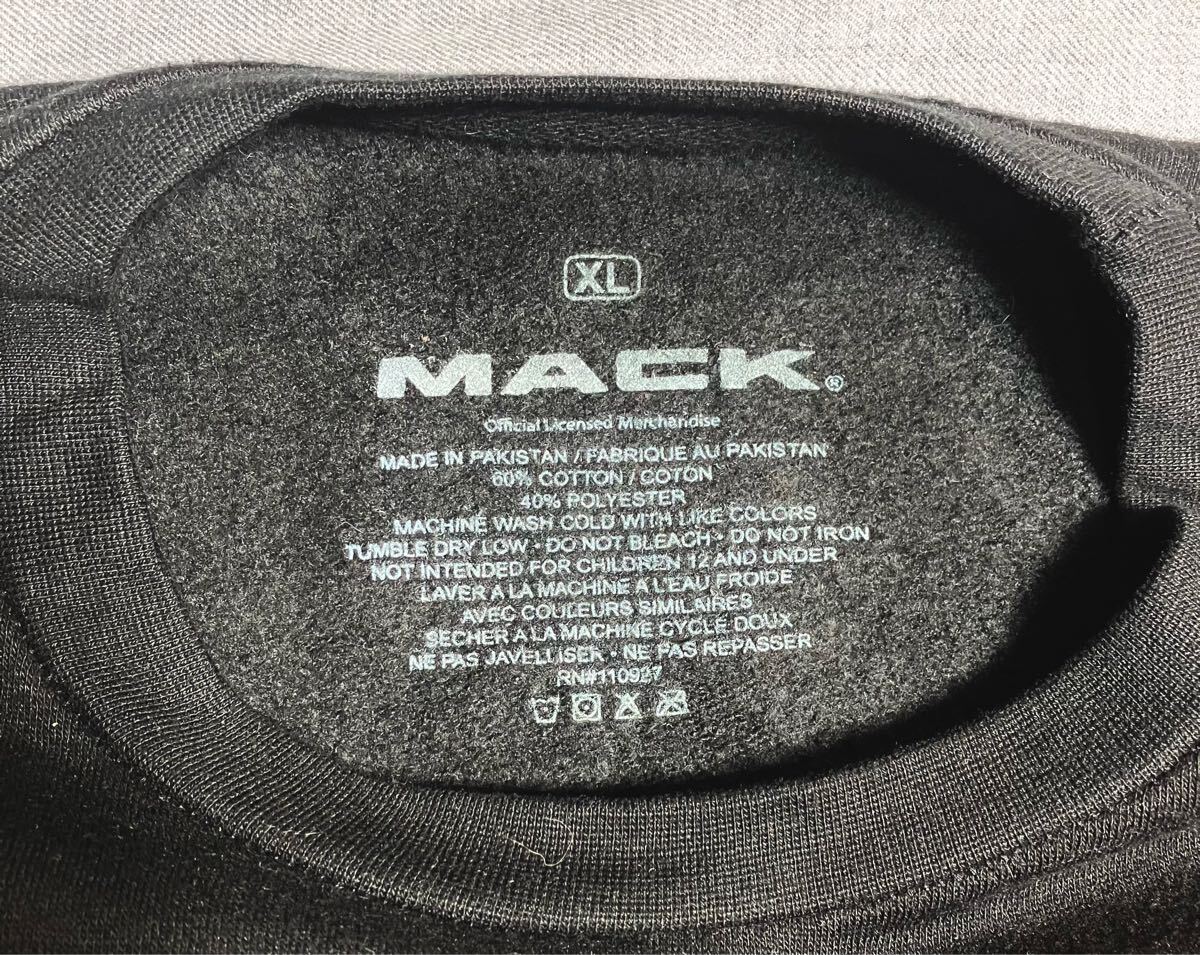 XL
MACK®
Official Licensed Merchandise
MADE IN PAKISTAN / FABRIQUE AU PAKISTAN
60% COTTON / COTON
40% POLYESTER
MACHINE WASH COLD WITH LIKE COLORS
TUMBLE DRY LOW • DO NOT BLEACH • DO NOT IRON
NOT INTENDED FOR CHILDREN 12 AND UNDER
LAVER A LA MACHINE A L'EAU FROIDE
AVEC COULEURS SIMILAIRES
SECHER A LA MACHINE CYCLE DOUX
NE PAS JAVELLISER • NE PAS REPASSER
RN#110927